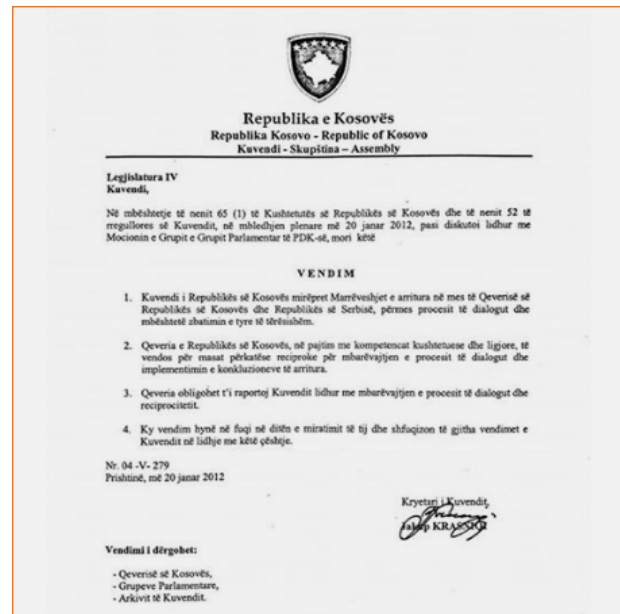 Republika e Kosovës
Republika Kosovo - Republic of Kosovo
Kuvendi - Skupština – Assembly
Legjislatura IV
Kuvendi,
Në mbështetje të nenit 65 (1) të Kushtetutës së Republikës së Kosovës dhe të nenit 52 të
rregullores së Kuvendit, në mbledhjen plenare më 20 janar 2012, pasi diskutoi lidhur me
Mocionin e Grupit e Grupit Parlamentar të PDK-së, mori këtë
VENDIM
1. Kuvendi i Republikës së Kosovës mirëpret Marrëveshjet e arritura në mes të Qeverisë së
Republikës së Kosovës dhe Republikës së Serbisë, përmes procesit të dialogut dhe
mbështetë zbatimin e tyre të tërësishëm.
2. Qeveria e Republikës së Kosovës, në pajtim me kompetencat kushtetuese dhe ligjore, të
vendos për masat përkatëse reciproke për mbarëvajtjen e procesit të dialogut dhe
implementimin e konkluzioneve të arritura.
3. Qeveria obligohet t'i raportoj Kuvendit lidhur me mbarëvajtjen e procesit të dialogut dhe
reciprocitetit.
4. Ky vendim hynë në fuqi në ditën e miratimit të tij dhe shfuqizon të gjitha vendimet e
Kuvendit në lidhje me këtë çështje.
Nr. 04 -V- 279
Prishtinë, më 20 janar 2012
Kryetari i Kuvendit,
Jakup KRASNIQI
Vendimi i dërgohet:
- Qeverisë së Kosovës,
- Grupeve Parlamentare,
- Arkivit të Kuvendit.